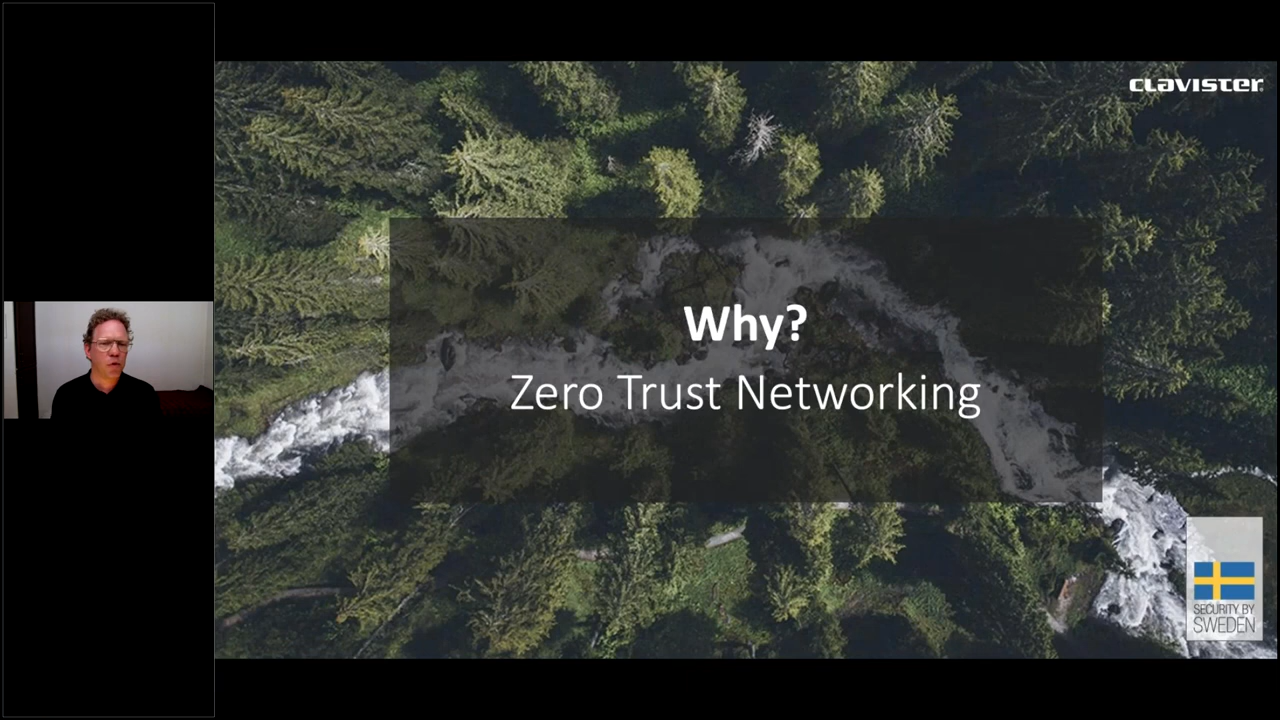 CLAVISTER
Why?
Zero Trust Networking
SECURITY BY
SWEDEN